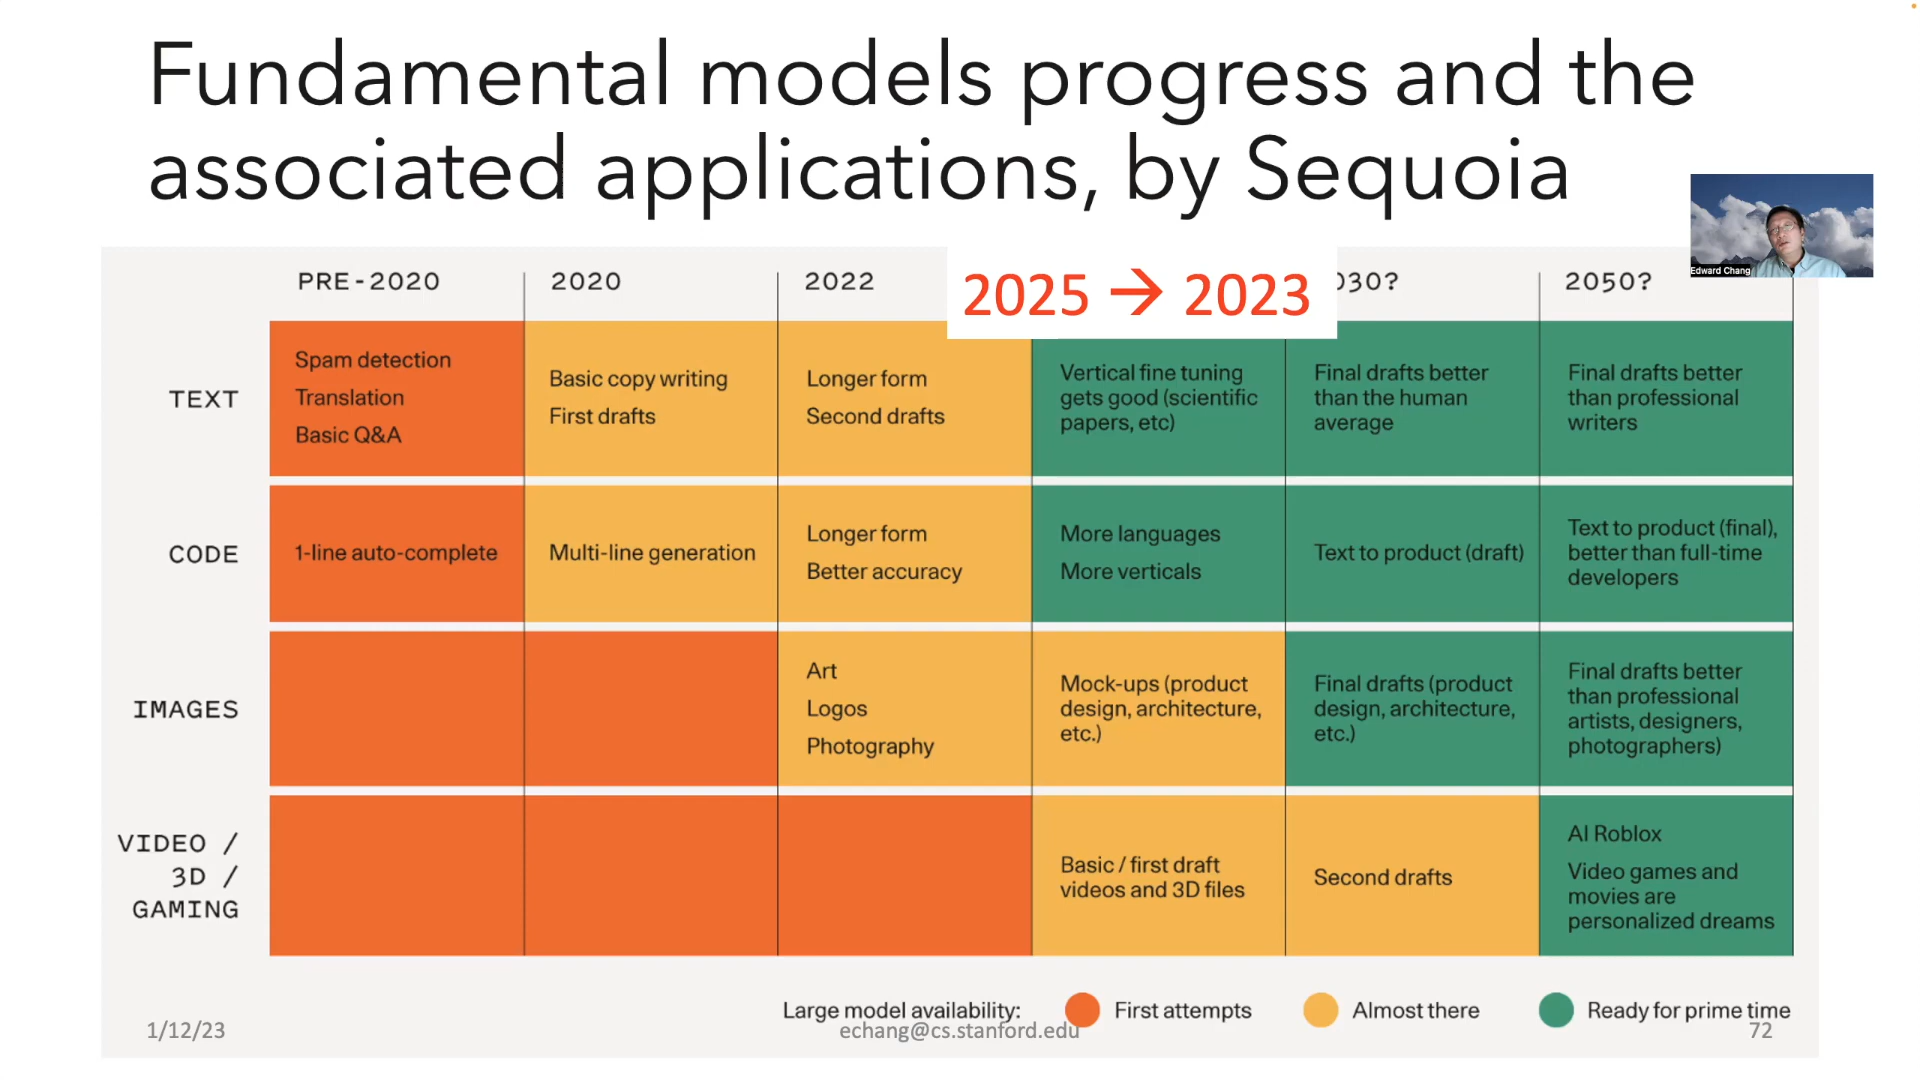 Fundamental models progress and the
associated applications, by Sequoia
Edward Chang
PRE-2020
2020
2022
2025 → 2023
030?
2050?
TEXT
Spam detection
Translation
Basic Q&A
Basic copy writing
First drafts
Longer form
Second drafts
Vertical fine tuning
gets good (scientific
papers, etc)
Final drafts better
than the human
average
Final drafts better
than professional
writers
CODE
1-line auto-complete
Multi-line generation
Longer form
Better accuracy
More languages
More verticals
Text to product (draft)
Text to product (final),
better than full-time
developers
IMAGES
Art
Logos
Photography
Mock-ups (product
design, architecture,
etc.)
Final drafts (product
design, architecture,
etc.)
Final drafts better
than professional
artists, designers,
photographers)
VIDEO /
3D /
GAMING
Basic / first draft
videos and 3D files
Second drafts
AI Roblox
Video games and
movies are
personalized dreams
Large model availability:
First attempts
Almost there
Ready for prime time
1/12/23
echang@cs.stanford.edu
72